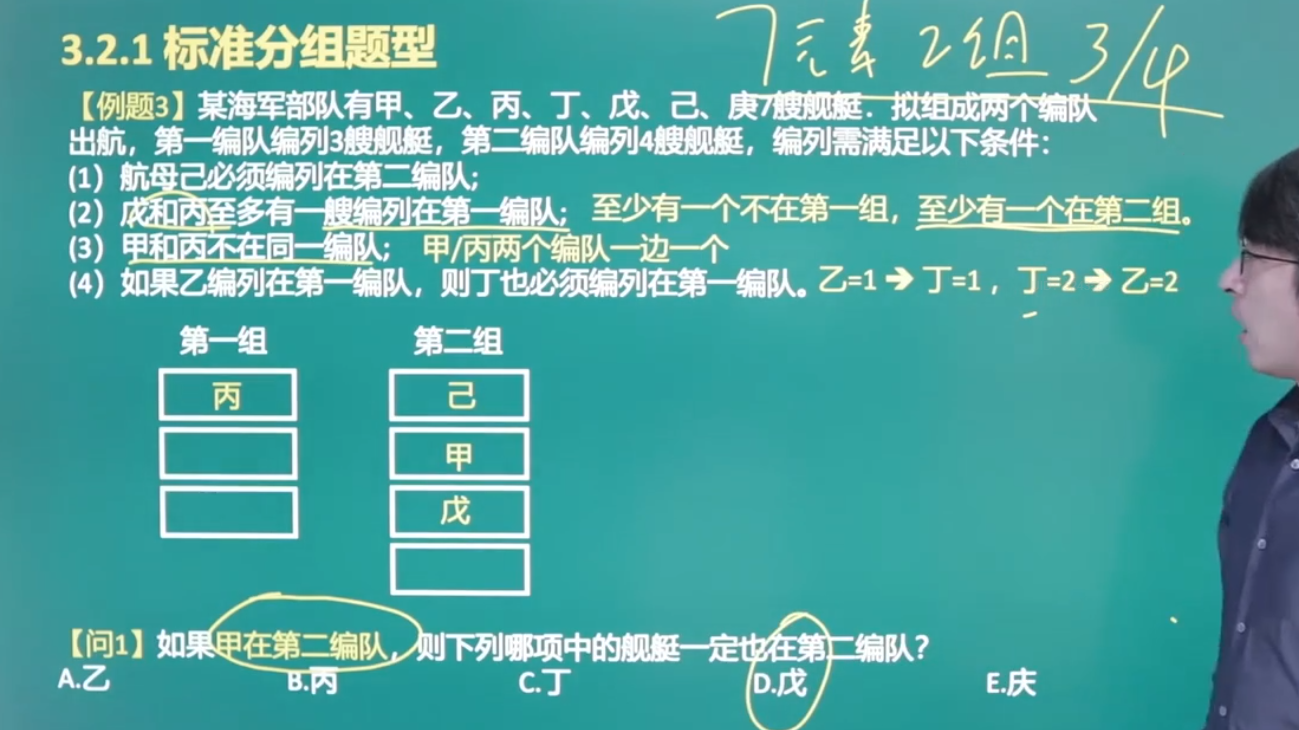 7元素 2组 3/4
3.2.1 标准分组题型
【例题3】某海军部队有甲、乙、丙、丁、戊、己、庚7艘舰艇. 拟组成两个编队
出航，第一编队编列3艘舰艇，第二编队编列4艘舰艇，编列需满足以下条件：
(1）航母己必须编列在第二编队;
(2）戊和丙至多有一艘编列在第一编队; 至少有一个不在第一组，至少有一个在第二组。
(3）甲和丙不在同一编队; 甲/丙两个编队一边一个
(4）如果乙编列在第一编队，则丁也必须编列在第一编队。乙=1 → 丁=1，丁=2 → 乙=2
第一组 第二组
丙 己
甲
戊
【问1】如果甲在第二编队，则下列哪项中的舰艇一定也在第二编队？
A.乙 B.丙 C.丁 D.戊 E.庆